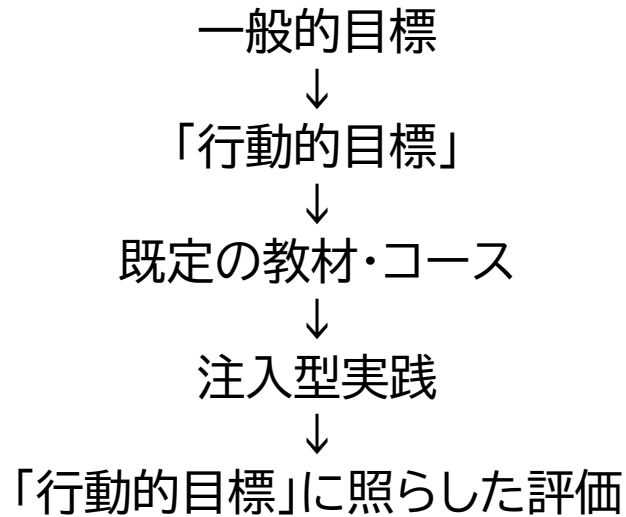 一般的目標
↓
「行動的目標」
↓
既定の教材・コース
↓
注入型実践
↓
「行動的目標」に照らした評価